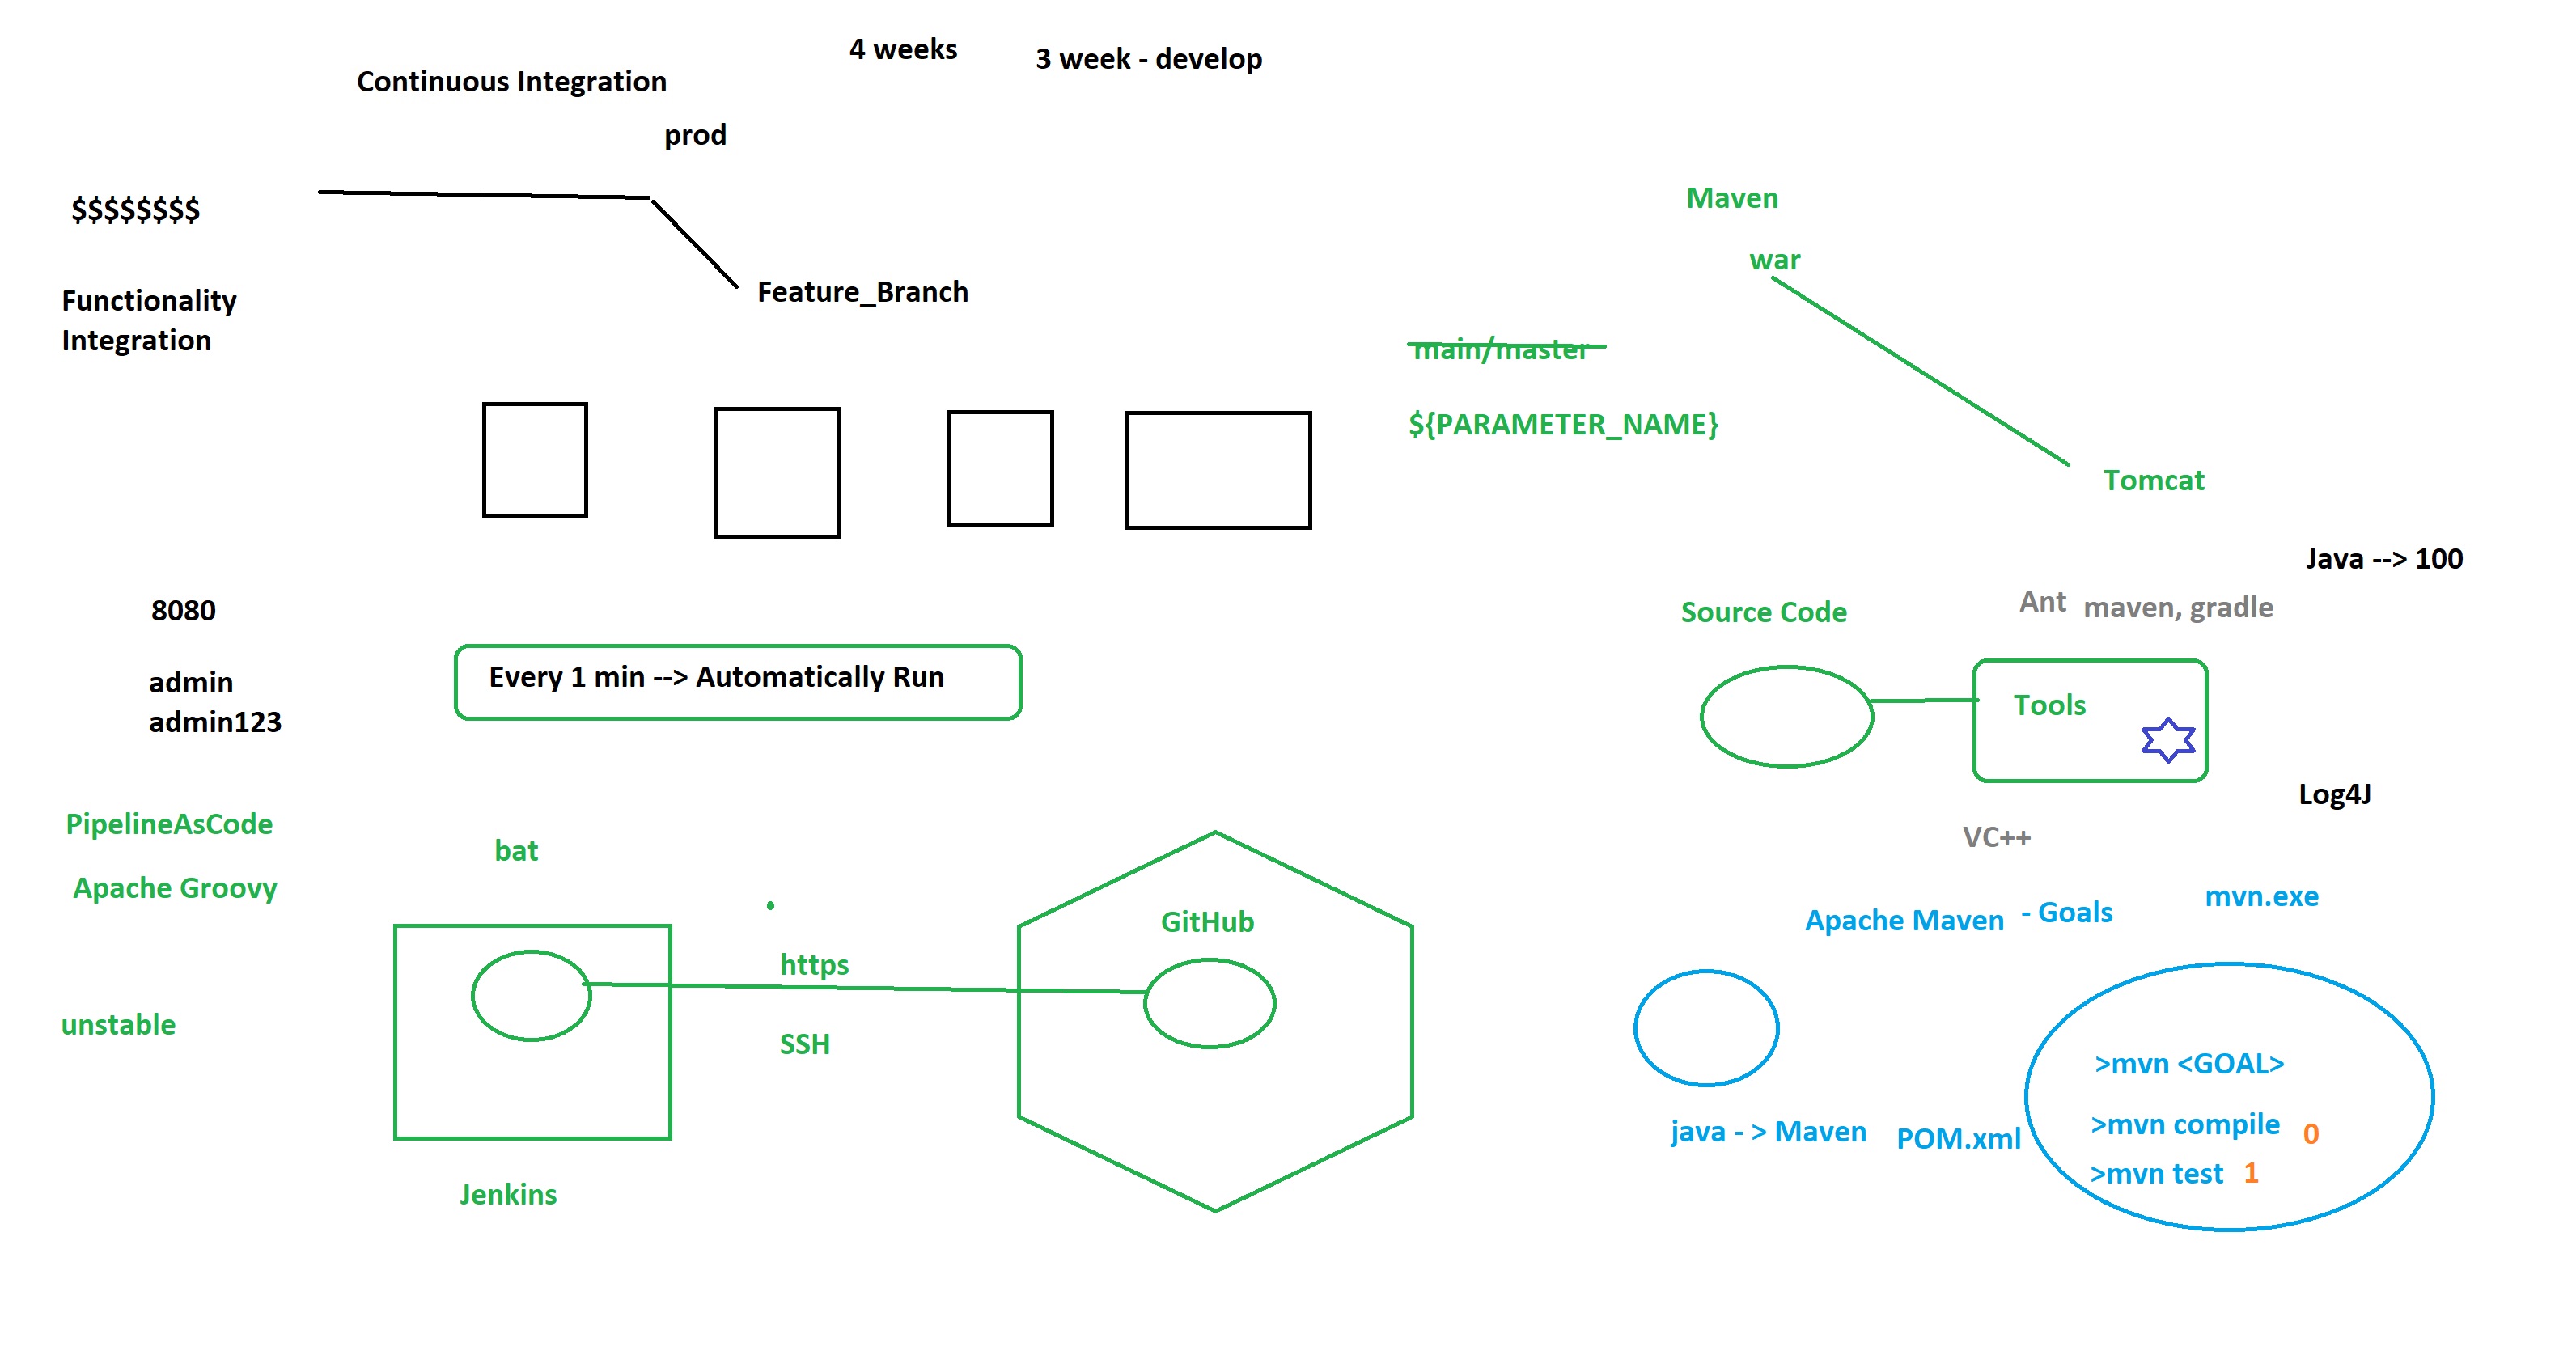 4 weeks
3 week - develop
Continuous Integration
prod
$$$$$$$$
Feature_Branch
Functionality
Integration
Maven
war
main/master
${PARAMETER_NAME}
Tomcat
Java --> 100
8080
Source Code
Ant
maven, gradle
admin
admin123
Every 1 min --> Automatically Run
Tools
Log4J
PipelineAsCode
bat
VC++
Apache Groovy
GitHub
Apache Maven
- Goals
mvn.exe
https
unstable
SSH
>mvn <GOAL>
java - > Maven
POM.xml
>mvn compile
0
>mvn test
1
Jenkins